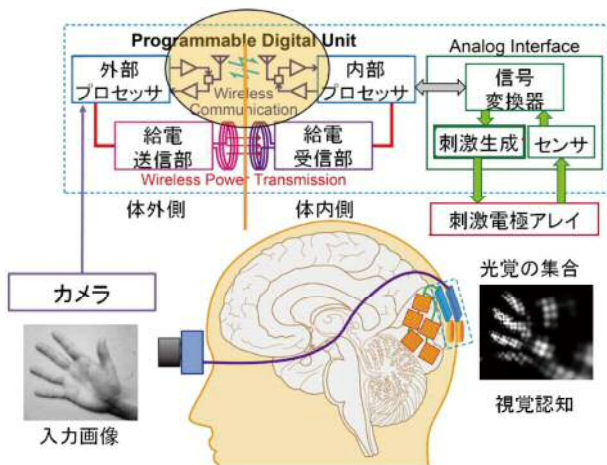 Programmable Digital Unit
Analog Interface
外部
プロセッサ
Wireless
Communication
内部
プロセッサ
信号
変換器
給電
送信部
給電
受信部
刺激生成
センサ
Wireless Power Transmission
体外側
体内側
刺激電極アレイ
カメラ
光覚の集合
入力画像
視覚認知